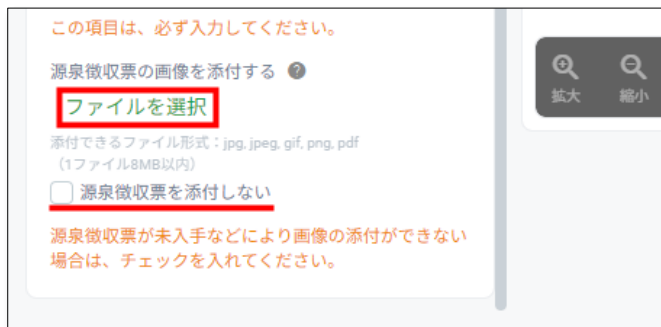 この項目は、必ず入力してください。
源泉徴収票の画像を添付する ?
ファイルを選択
添付できるファイル形式：jpg, jpeg, gif, png, pdf
（1ファイル8MB以内）
源泉徴収票を添付しない
源泉徴収票が未入手などにより画像の添付ができない
場合は、チェックを入れてください。
拡大 縮小